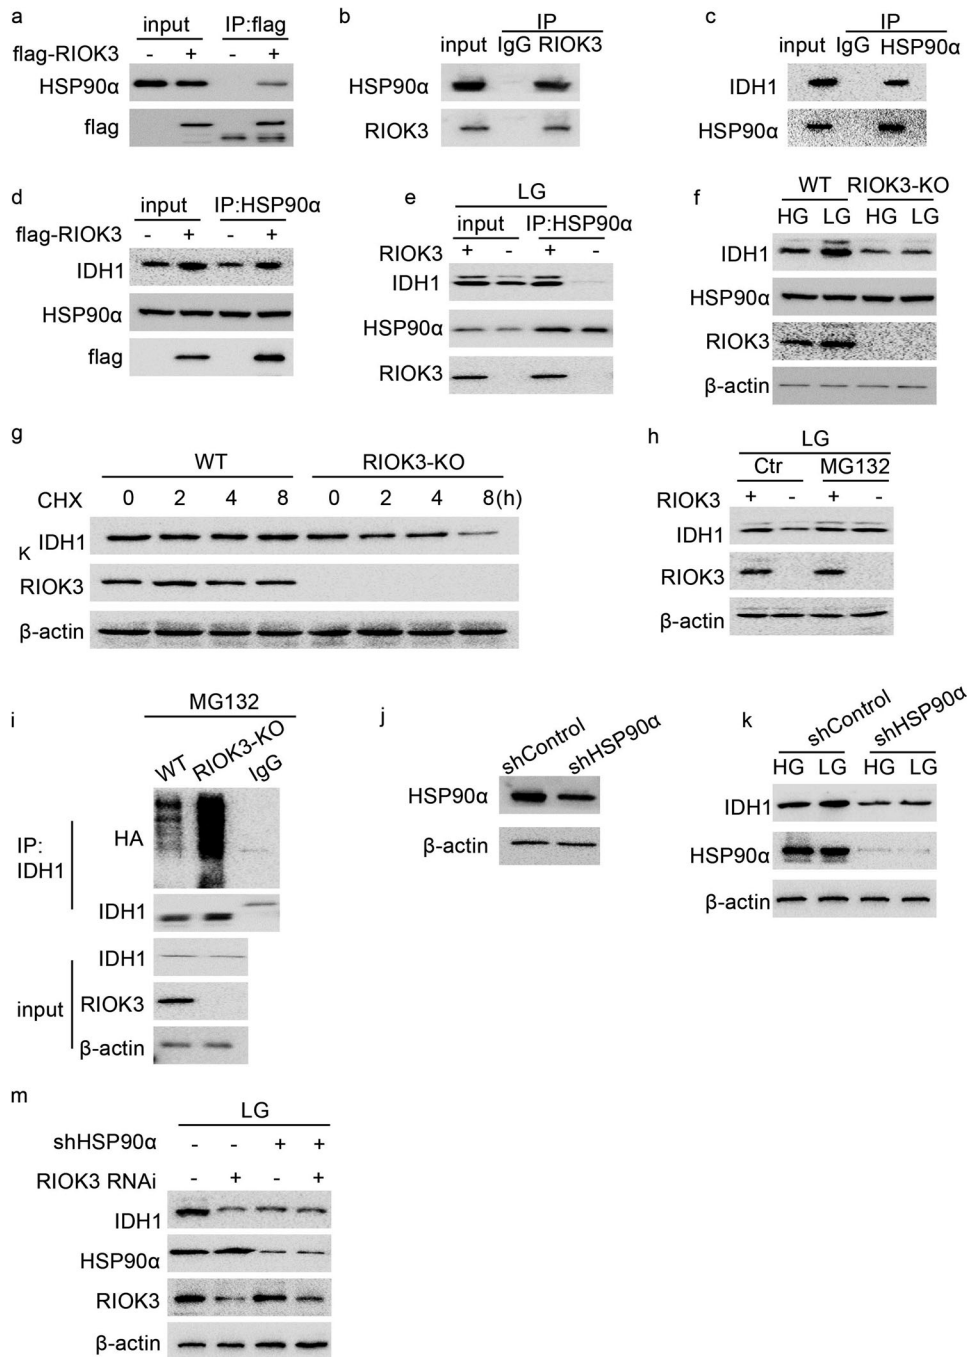 a
input IP:flag
flag-RIOK3 - + - +
HSP90α
flag
b
IP
input IgG RIOK3
HSP90α
RIOK3
c
IP
input IgG HSP90α
IDH1
HSP90α
d
input IP:HSP90α
flag-RIOK3 - + - +
IDH1
HSP90α
flag
e
LG
input IP:HSP90α
RIOK3 + - + -
IDH1
HSP90α
RIOK3
f
WT RIOK3-KO
HG LG HG LG
IDH1
HSP90α
RIOK3
β-actin
g
WT RIOK3-KO
CHX 0 2 4 8 0 2 4 8(h)
K IDH1
RIOK3
β-actin
h
LG
Ctr MG132
RIOK3 + - + -
IDH1
RIOK3
β-actin
i
MG132
WT RIOK3-KO IgG
IP:
IDH1
HA
IDH1
input
IDH1
RIOK3
β-actin
j
shControl shHSP90α
HSP90α
β-actin
k
shControl shHSP90α
HG LG HG LG
IDH1
HSP90α
β-actin
m
LG
shHSP90α - - + +
RIOK3 RNAi - + - +
IDH1
HSP90α
RIOK3
β-actin